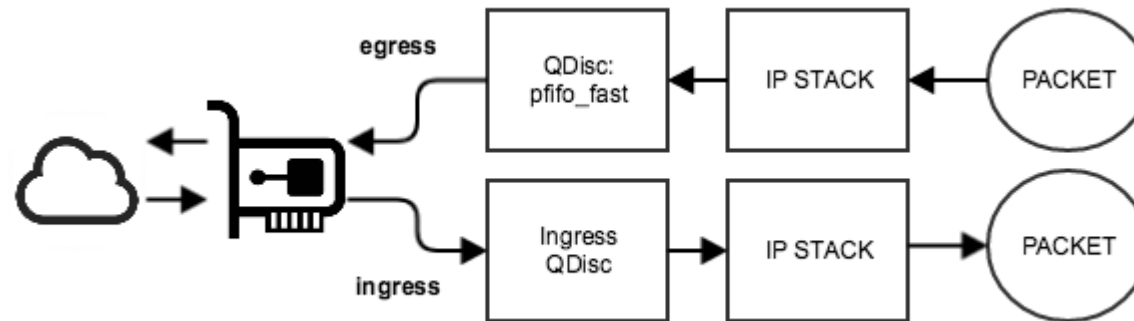 egress
QDisc:
pfifo_fast
IP STACK
PACKET
ingress
Ingress
QDisc
IP STACK
PACKET